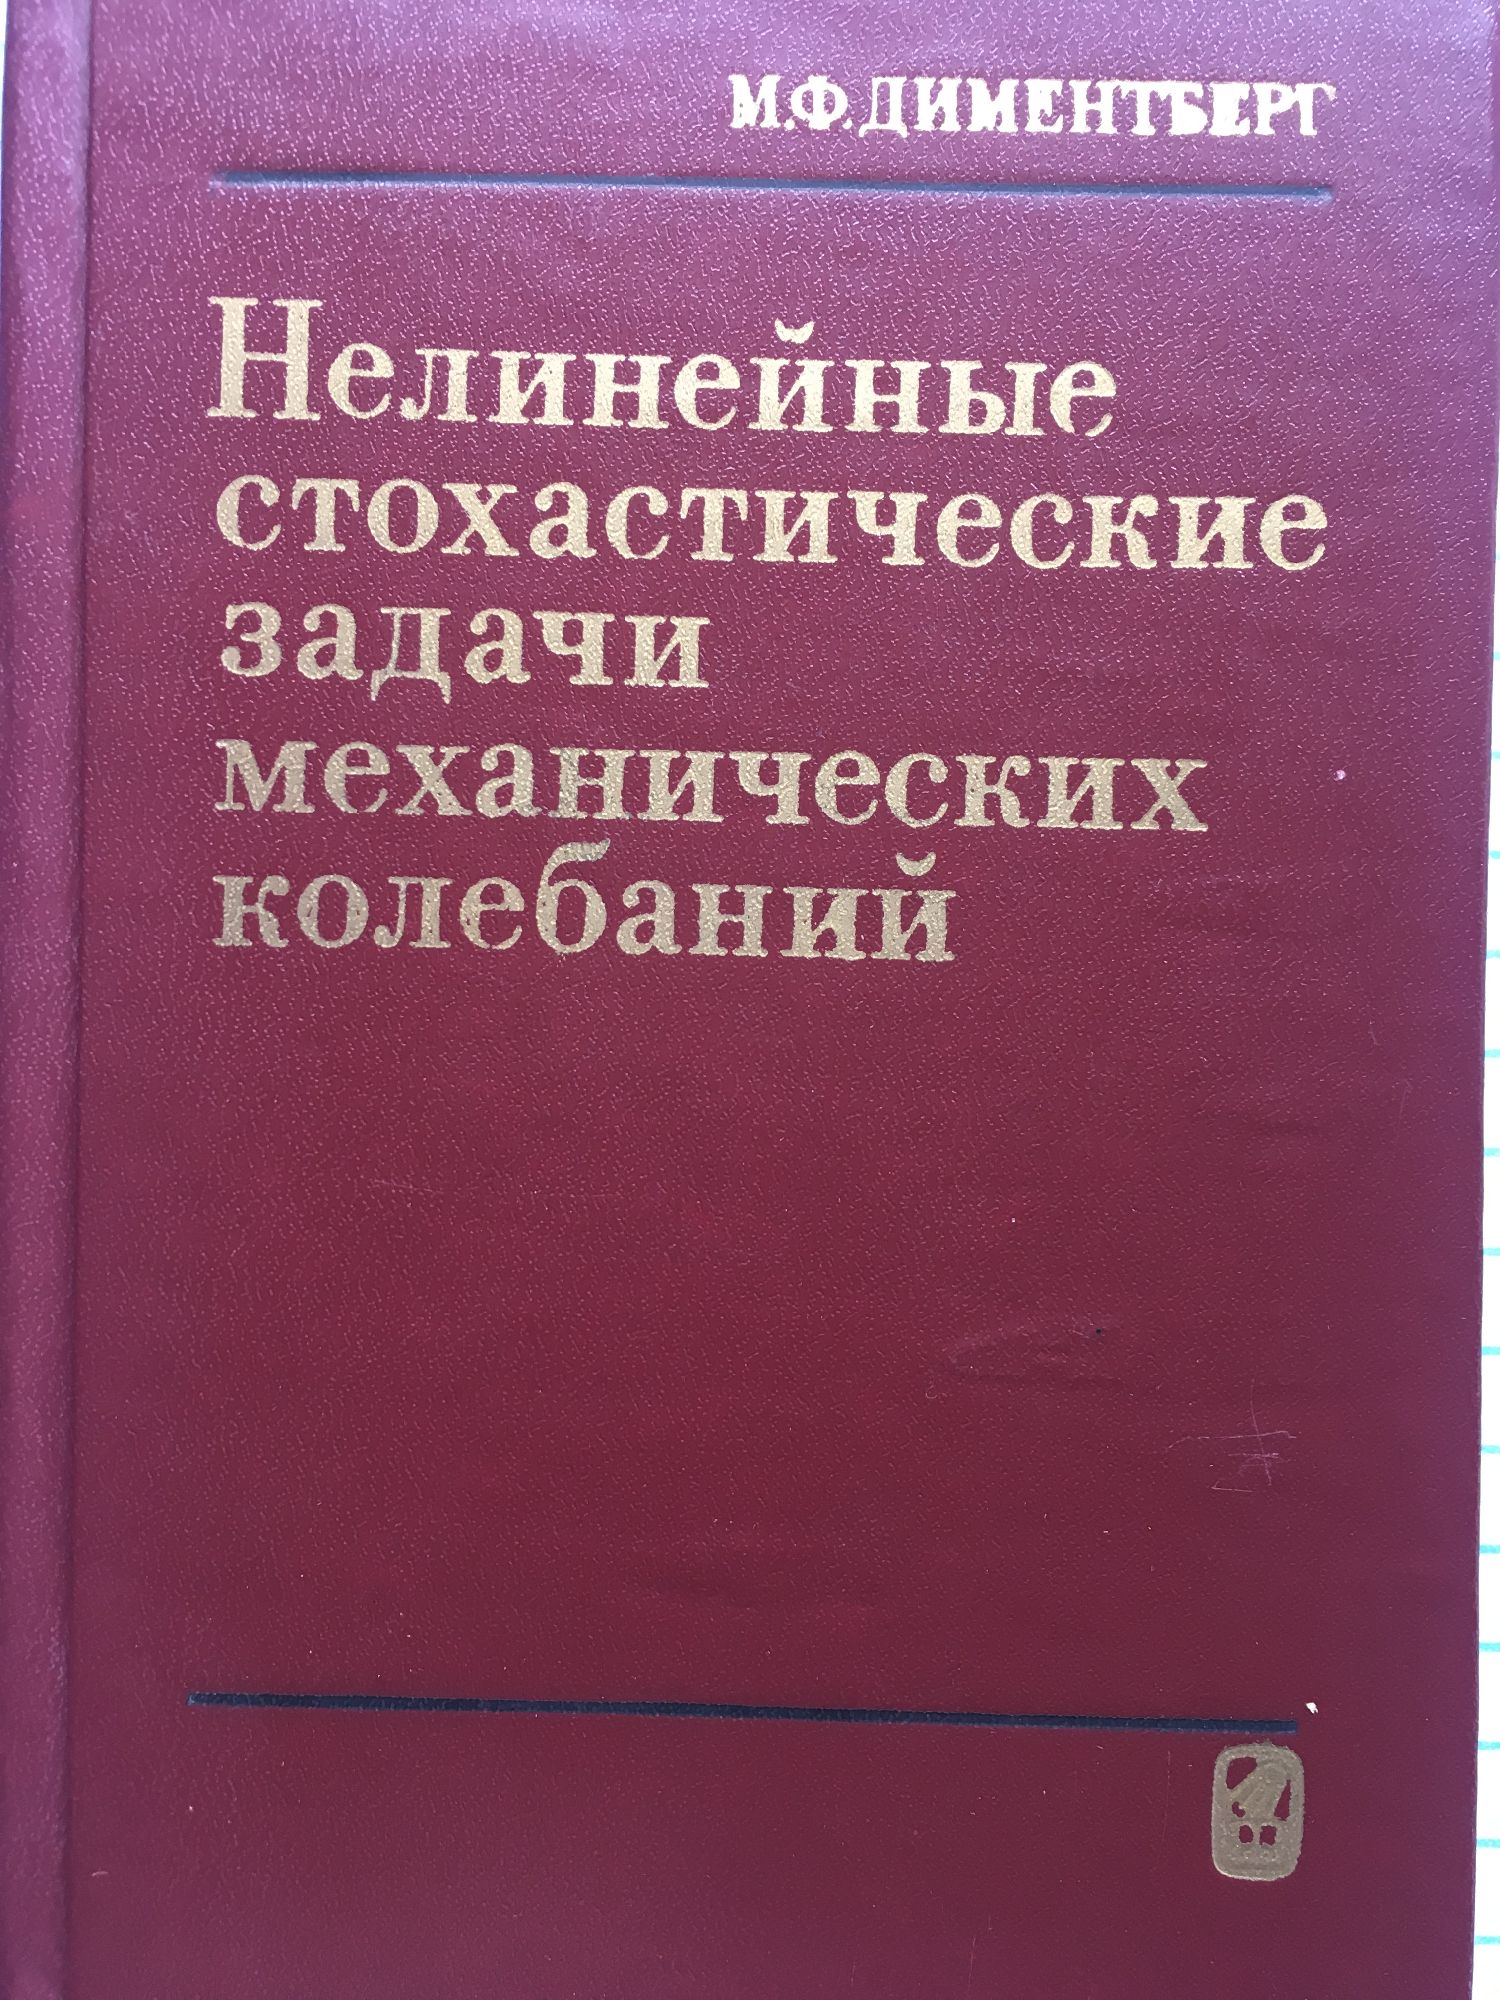 М.Ф.ДИМЕНТБЕРГ
Нелинейные
стохастические
задачи
механических
колебаний